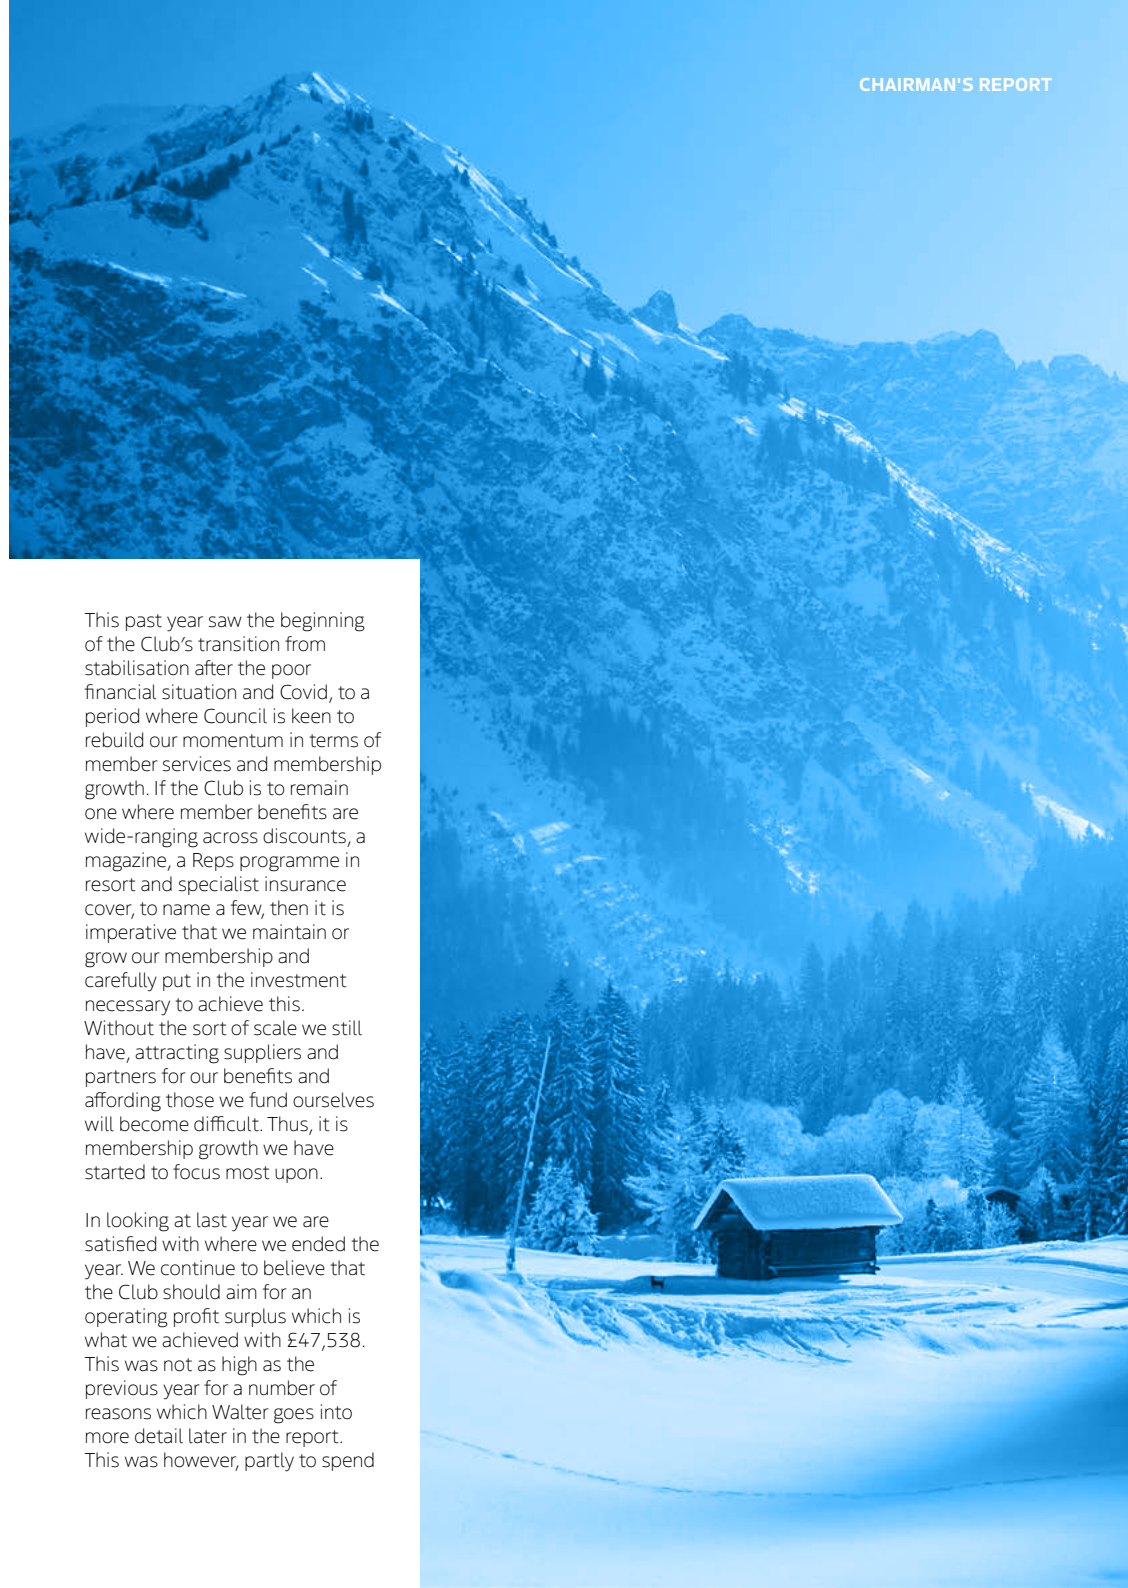 CHAIRMAN'S REPORT
This past year saw the beginning
of the Club’s transition from
stabilisation after the poor
financial situation and Covid, to a
period where Council is keen to
rebuild our momentum in terms of
member services and membership
growth. If the Club is to remain
one where member benefits are
wide-ranging across discounts, a
magazine, a Reps programme in
resort and specialist insurance
cover, to name a few, then it is
imperative that we maintain or
grow our membership and
carefully put in the investment
necessary to achieve this.
Without the sort of scale we still
have, attracting suppliers and
partners for our benefits and
affording those we fund ourselves
will become difficult. Thus, it is
membership growth we have
started to focus most upon.
In looking at last year we are
satisfied with where we ended the
year. We continue to believe that
the Club should aim for an
operating profit surplus which is
what we achieved with £47,538.
This was not as high as the
previous year for a number of
reasons which Walter goes into
more detail later in the report.
This was however, partly to spend